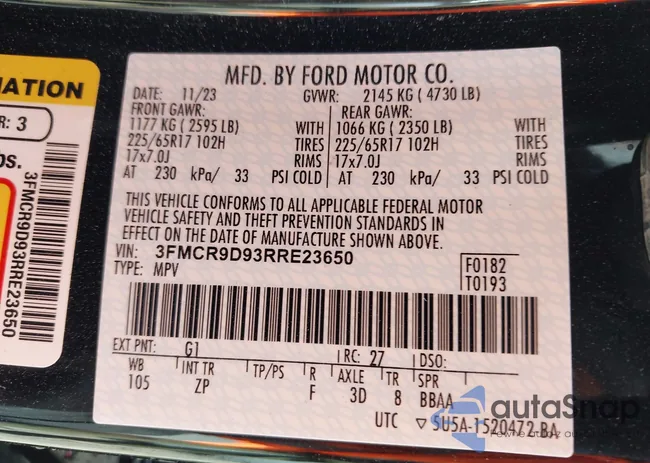 MATION
R: 3
bs.
3FMCR9D93RRE23650
MFD. BY FORD MOTOR CO.
DATE: 11/23 GVWR: 2145 KG ( 4730 LB)
FRONT GAWR: REAR GAWR:
1177 KG ( 2595 LB) WITH 1066 KG ( 2350 LB) WITH
225/65R17 102H TIRES 225/65R17 102H TIRES
17x7.0J RIMS 17x7.0J RIMS
AT 230 kPa/ 33 PSI COLD AT 230 kPa/ 33 PSI COLD
THIS VEHICLE CONFORMS TO ALL APPLICABLE FEDERAL MOTOR
VEHICLE SAFETY AND THEFT PREVENTION STANDARDS IN
EFFECT ON THE DATE OF MANUFACTURE SHOWN ABOVE.
VIN: 3FMCR9D93RRE23650
TYPE: MPV
F0182
T0193
EXT PNT: G1 RC: 27 DSO:
WB INT TR TP/PS R AXLE TR SPR
105 ZP F 3D 8 BBAA
UTC ▽ SU5A-1520472 BA
autoSnap